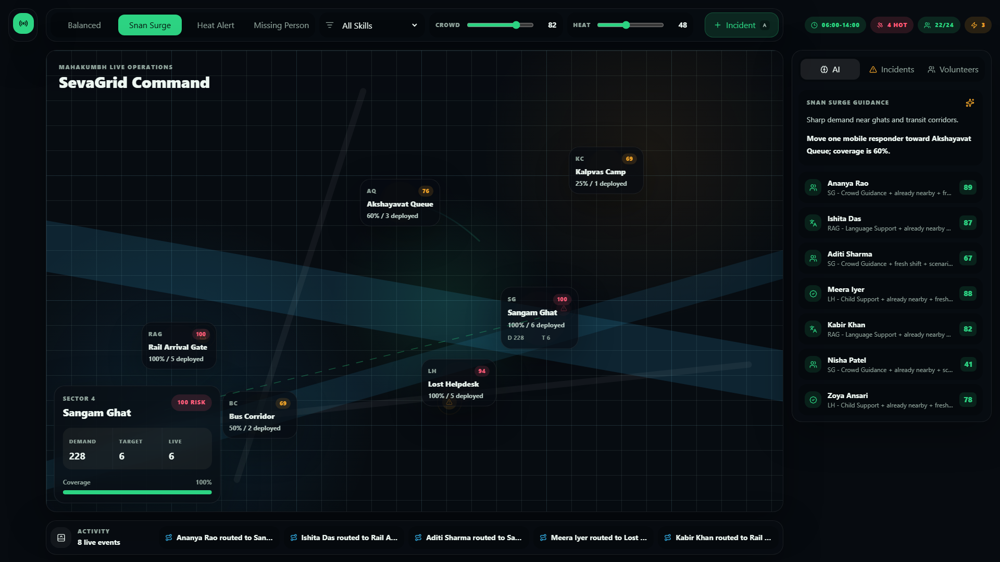 Balanced
Snan Surge
Heat Alert
Missing Person
All Skills
CROWD 82
HEAT 48
+ Incident A
06:00-14:00
4 HOT
22/24
3
MAHAKUMBH LIVE OPERATIONS
SevaGrid Command
KC 69
Kalpvas Camp
25% / 1 deployed
AQ 76
Akshayavat Queue
60% / 3 deployed
SG 100
Sangam Ghat
100% / 6 deployed
D 228 T 6
RAG 100
Rail Arrival Gate
100% / 5 deployed
LH 94
Lost Helpdesk
100% / 5 deployed
BC 69
Bus Corridor
50% / 2 deployed
SECTOR 4
100 RISK
Sangam Ghat
DEMAND TARGET LIVE
228 6 6
Coverage 100%
AI
Incidents
Volunteers
SNAN SURGE GUIDANCE
Sharp demand near ghats and transit corridors.
Move one mobile responder toward Akshayavat
Queue; coverage is 60%.
Ananya Rao
SG - Crowd Guidance + already nearby + fr...
89
Ishita Das
RAG - Language Support + already nearby ...
87
Aditi Sharma
SG - Crowd Guidance + fresh shift + scenari...
67
Meera Iyer
LH - Child Support + already nearby + fresh...
88
Kabir Khan
RAG - Language Support + already nearby ...
82
Nisha Patel
SG - Crowd Guidance + already nearby + sc...
41
Zoya Ansari
LH - Child Support + already nearby + fresh...
78
ACTIVITY
8 live events
Ananya Rao routed to San...
Ishita Das routed to Rail A...
Aditi Sharma routed to Sa...
Meera Iyer routed to Lost ...
Kabir Khan routed to Rail ...